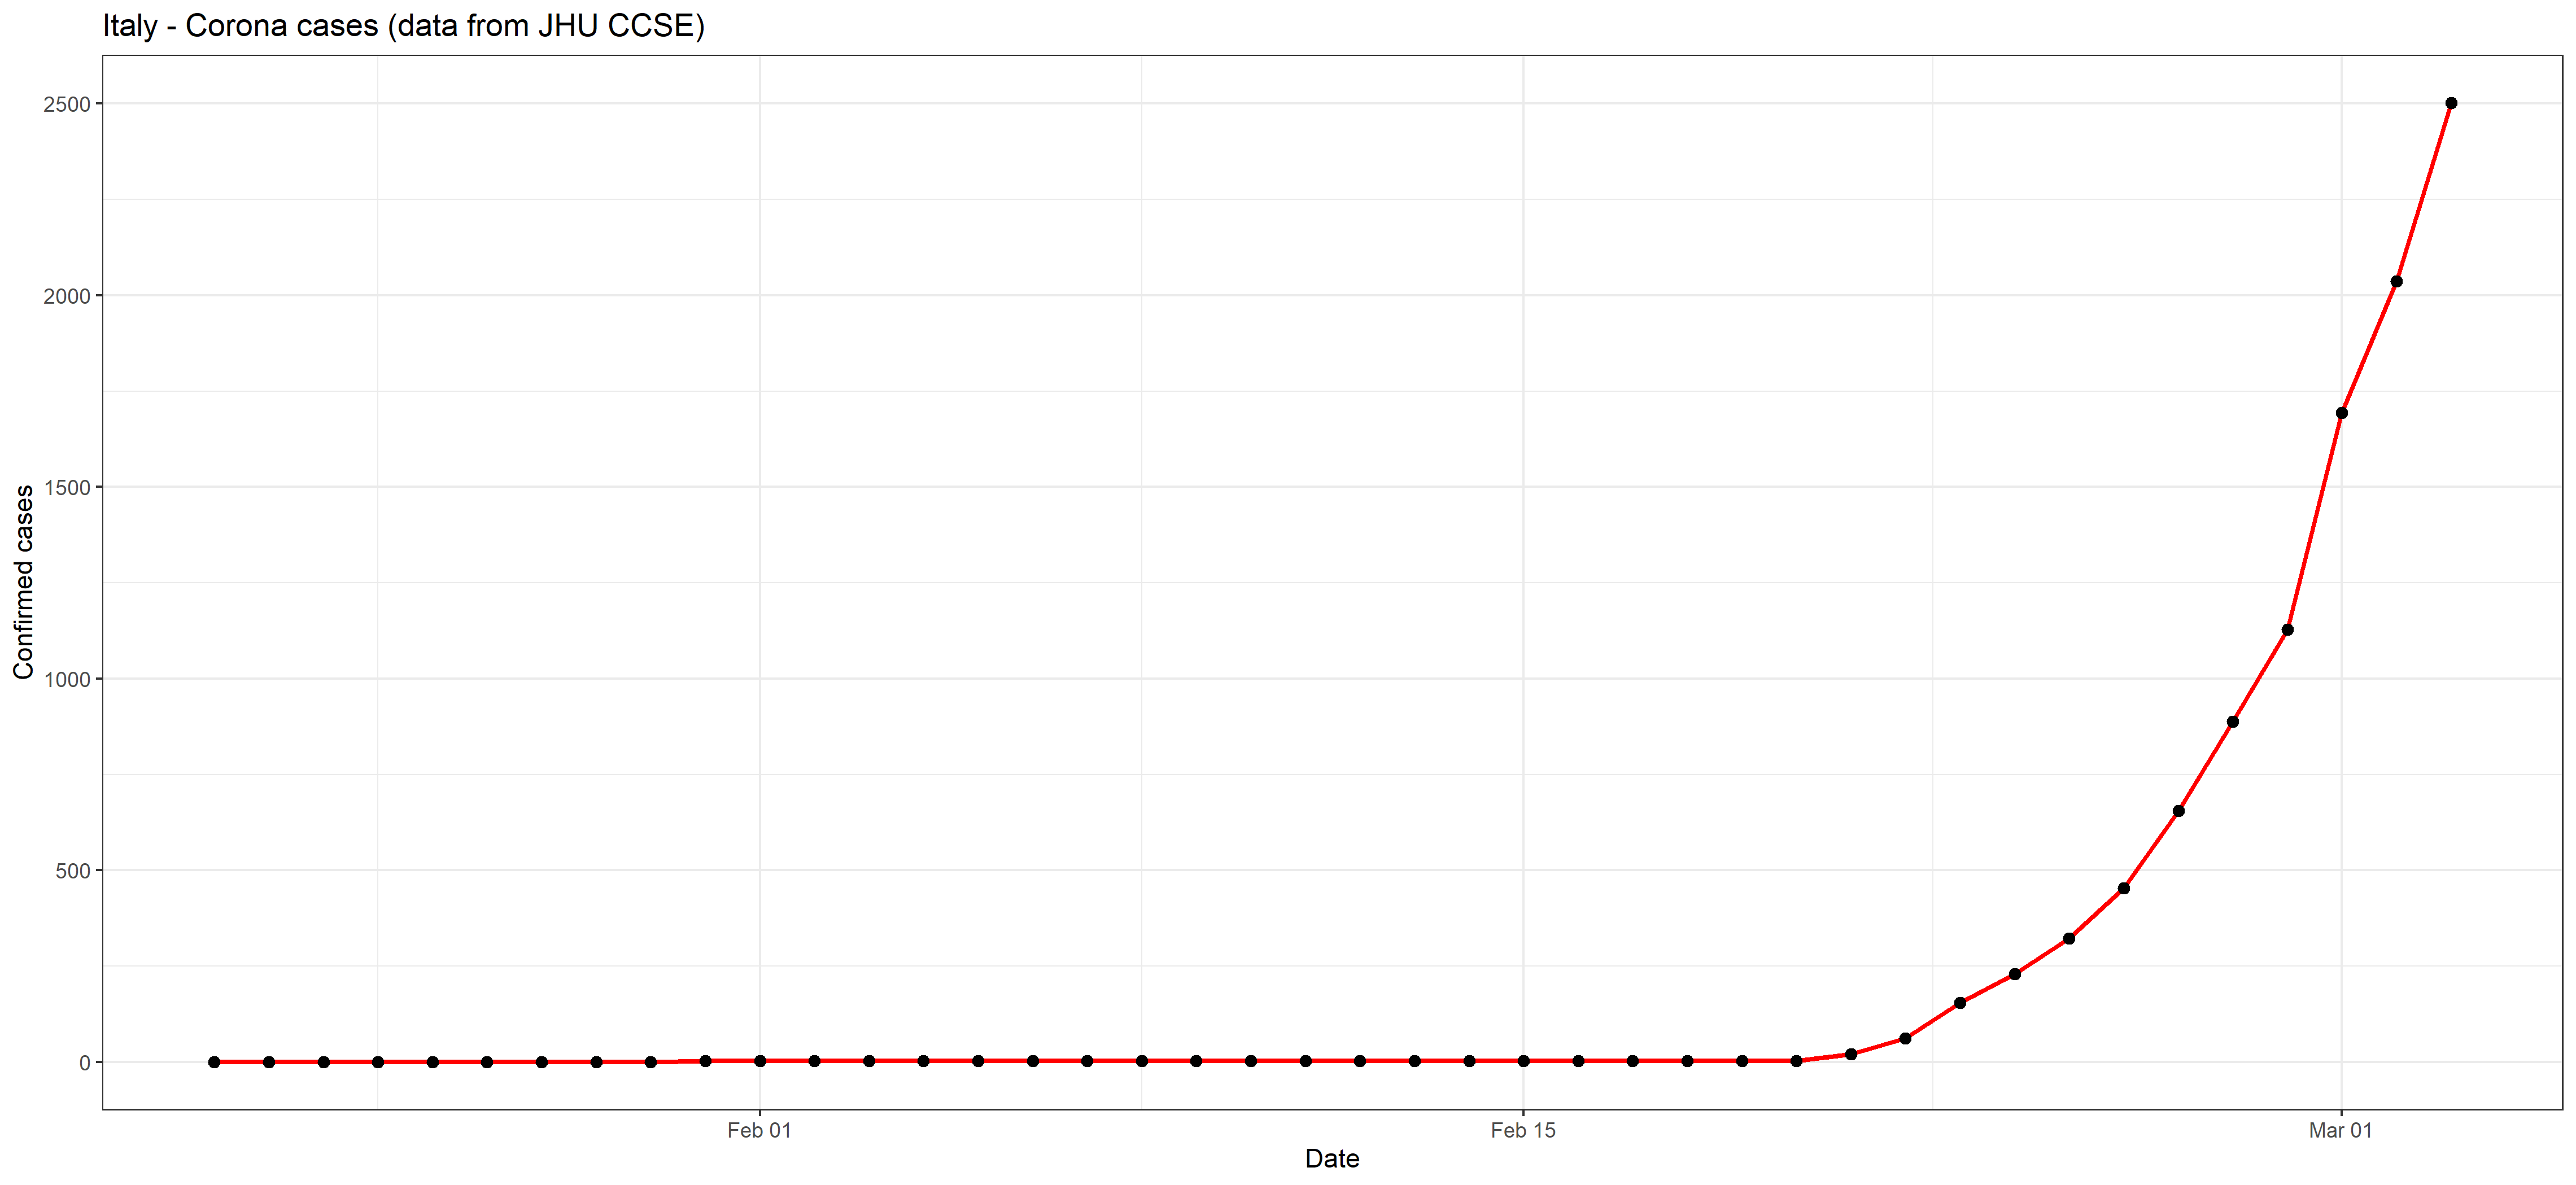 Italy - Corona cases (data from JHU CCSE)
Confirmed cases
2500
2000
1500
1000
500
0
Feb 01
Feb 15
Mar 01
Date